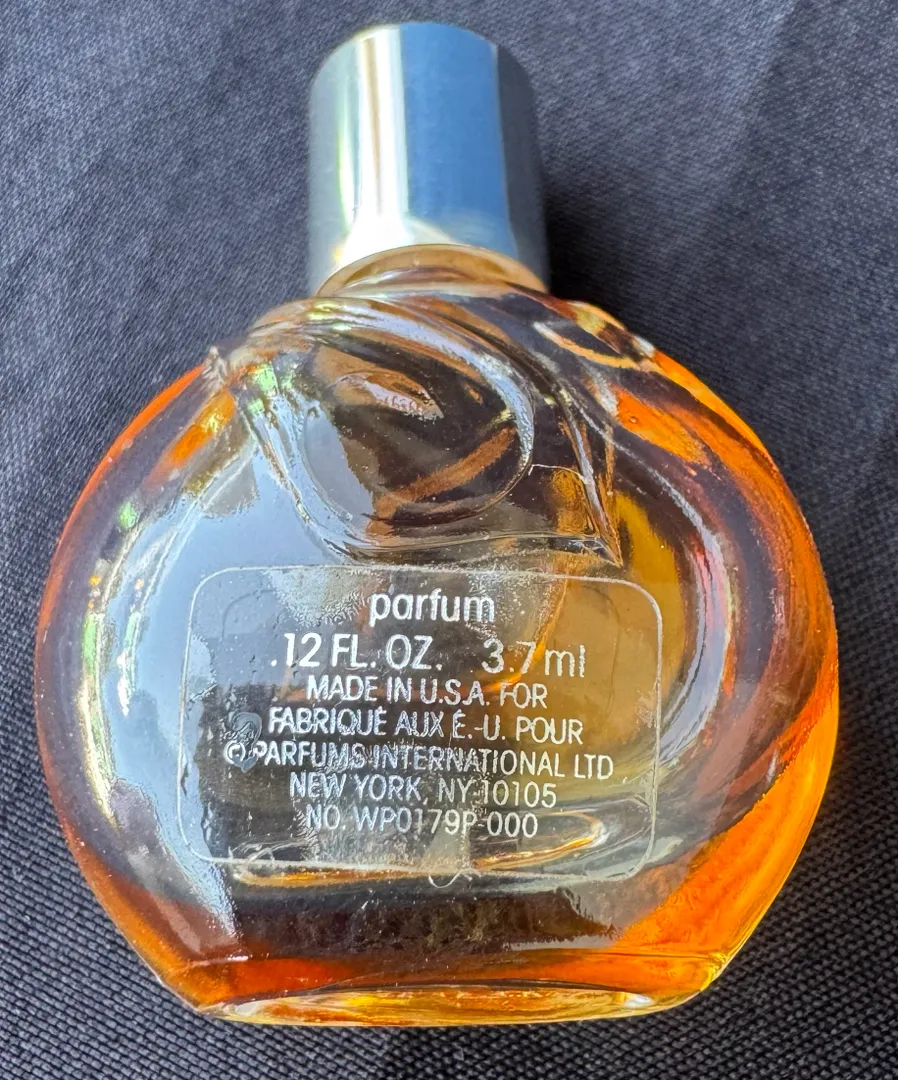 parfum
.12 FL. OZ. 3.7 ml
MADE IN U.S.A. FOR
FABRIQUÉ AUX É.-U. POUR
© PARFUMS INTERNATIONAL LTD
NEW YORK, NY 10105
NO. WP0179P-000